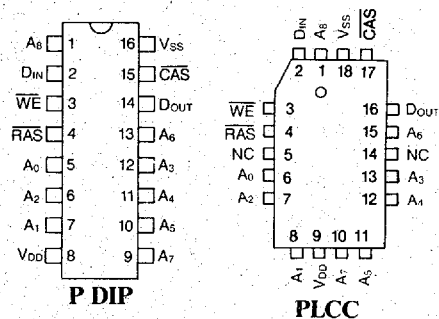 A8 1 16 VSS
DIN 2 15 CAS
WE 3 14 DOUT
RAS 4 13 A6
A0 5 12 A3
A2 6 11 A4
A1 7 10 A5
VDD 8 9 A7
P DIP
DIN A8 VSS CAS
2 1 18 17
WE 3 16 DOUT
RAS 4 15 A6
NC 5 14 NC
A0 6 13 A3
A2 7 12 A4
8 9 10 11
A1 VDD A7 A5
PLCC